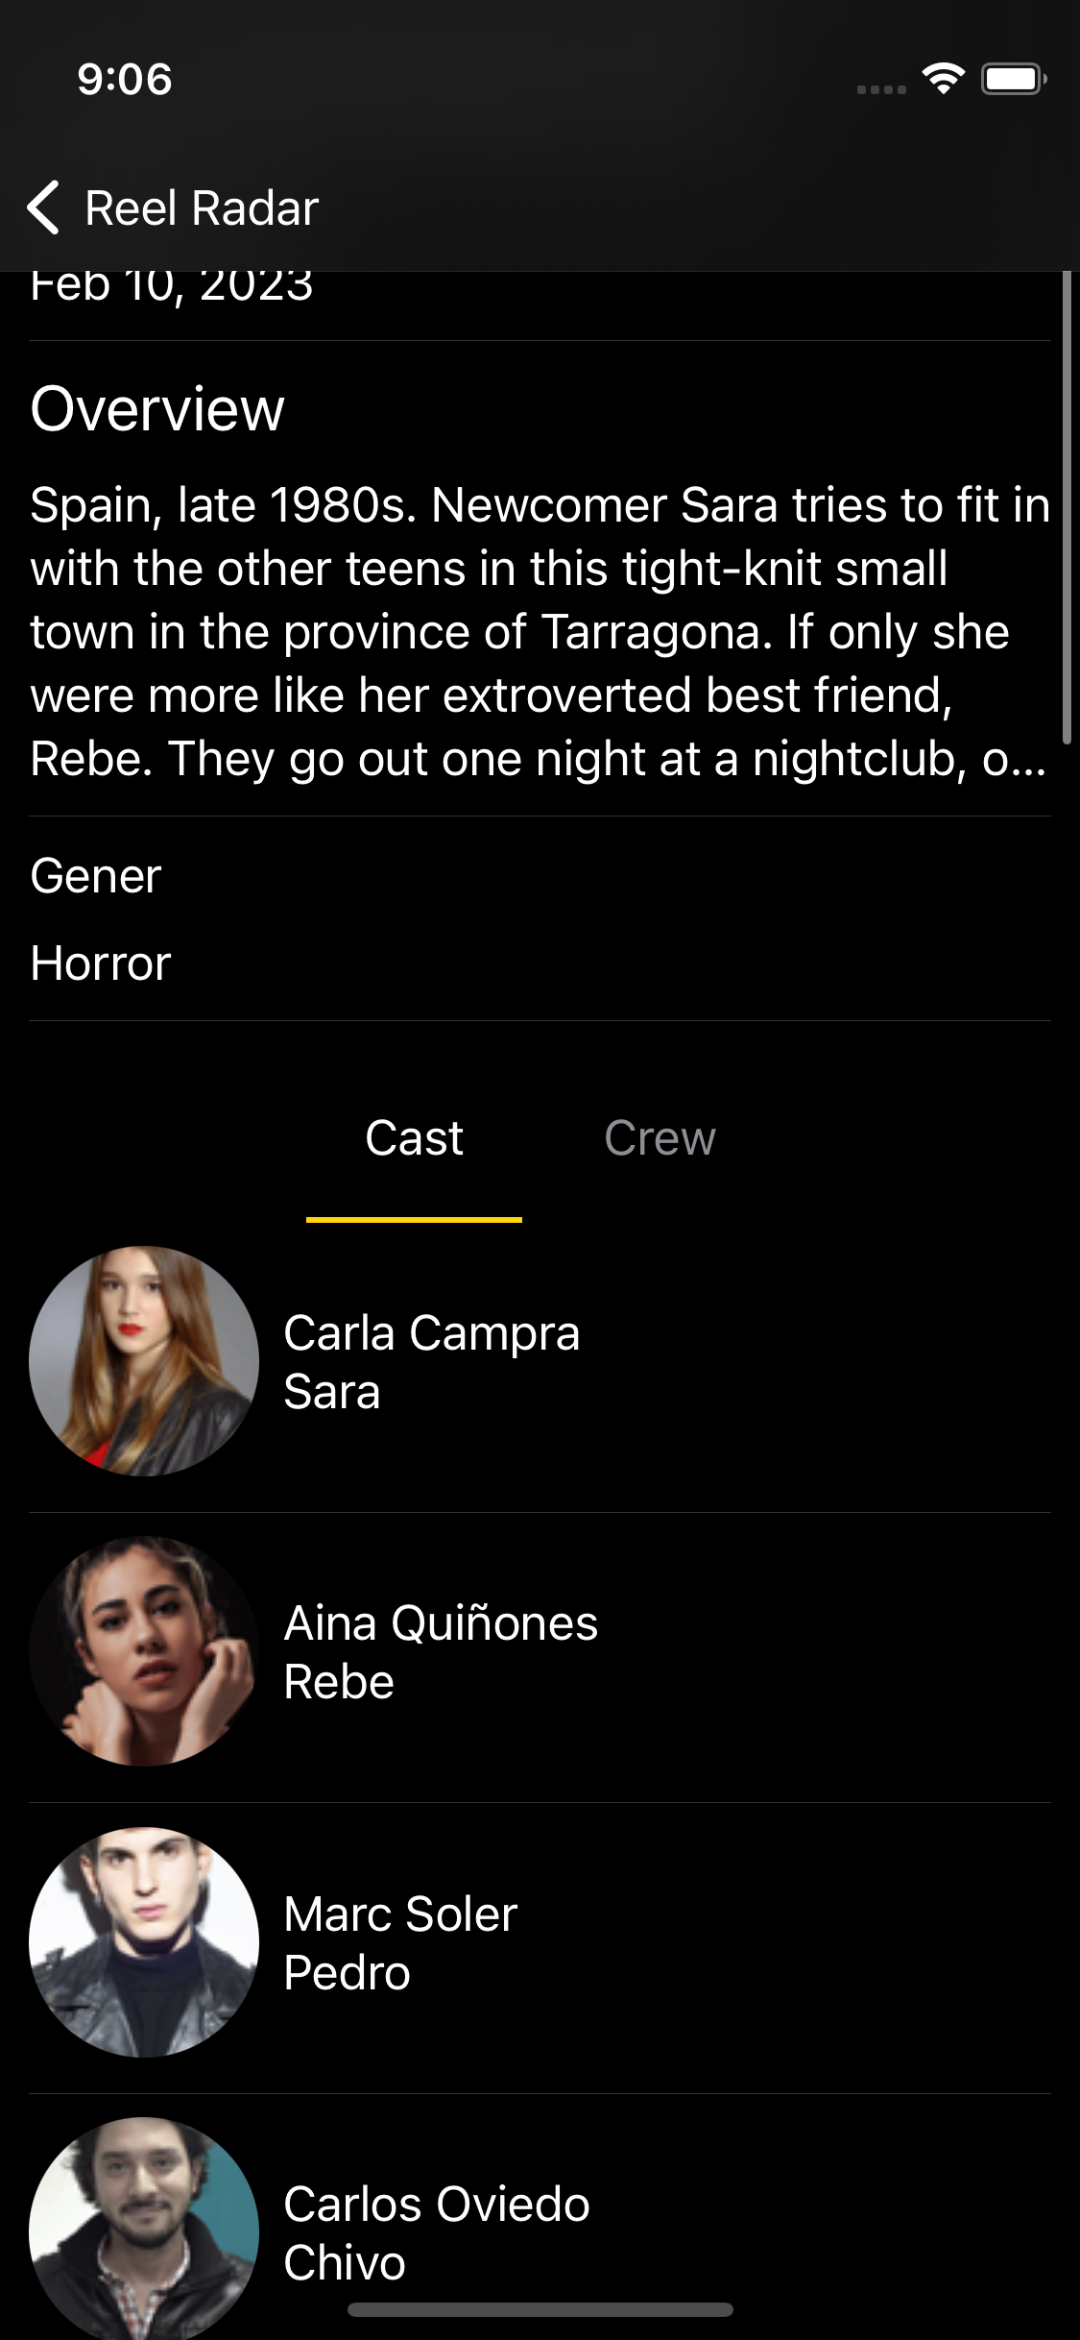 9:06
Reel Radar
Feb 10, 2023
Overview
Spain, late 1980s. Newcomer Sara tries to fit in
with the other teens in this tight-knit small
town in the province of Tarragona. If only she
were more like her extroverted best friend,
Rebe. They go out one night at a nightclub, o...
Gener
Horror
Cast Crew
Carla Campra
Sara
Aina Quiñones
Rebe
Marc Soler
Pedro
Carlos Oviedo
Chivo